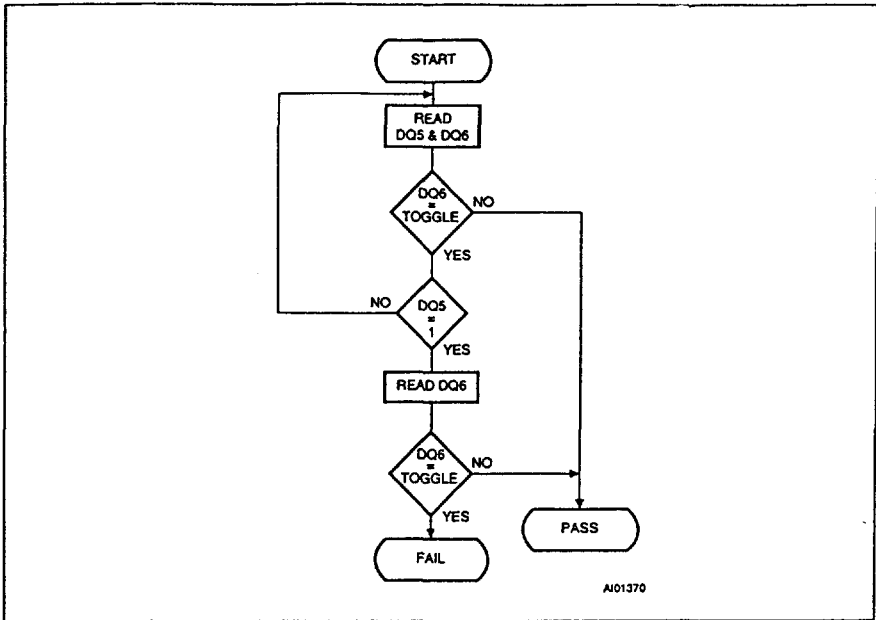 START
READ
DQ5 & DQ6
DQ6
=
TOGGLE
NO
YES
NO
DQ5
=
1
YES
READ DQ6
DQ6
=
TOGGLE
NO
YES
FAIL
PASS
AI01370